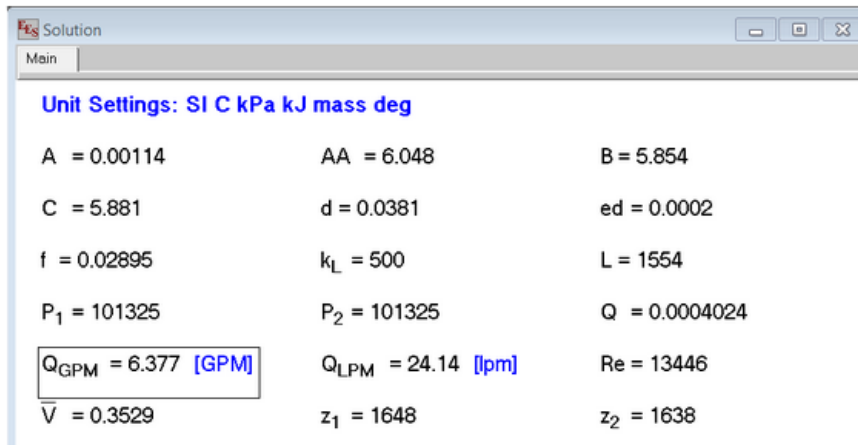 EES Solution
Main
Unit Settings: SI C kPa kJ mass deg
A = 0.00114 AA = 6.048 B = 5.854
C = 5.881 d = 0.0381 ed = 0.0002
f = 0.02895 kL = 500 L = 1554
P1 = 101325 P2 = 101325 Q = 0.0004024
QGPM = 6.377 [GPM] QLPM = 24.14 [lpm] Re = 13446
V̅ = 0.3529 z1 = 1648 z2 = 1638